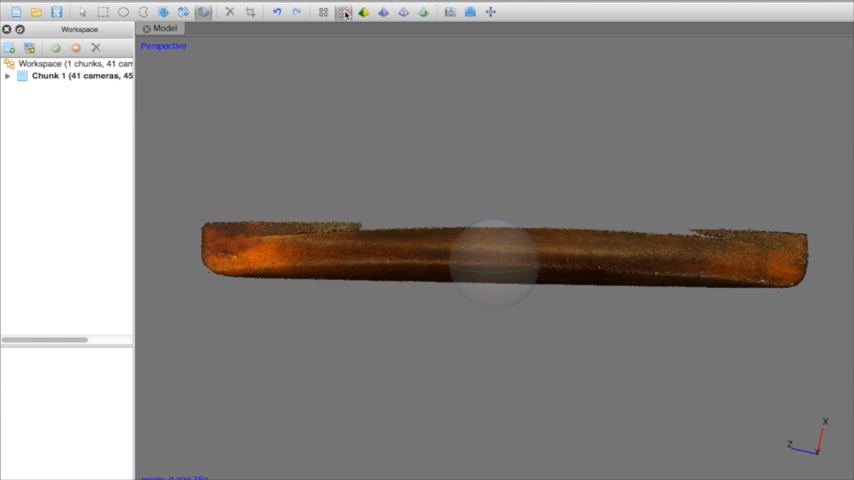 Workspace
Model
Workspace (1 chunks, 41 cam
Chunk 1 (41 cameras, 45
Perspective
X
Z